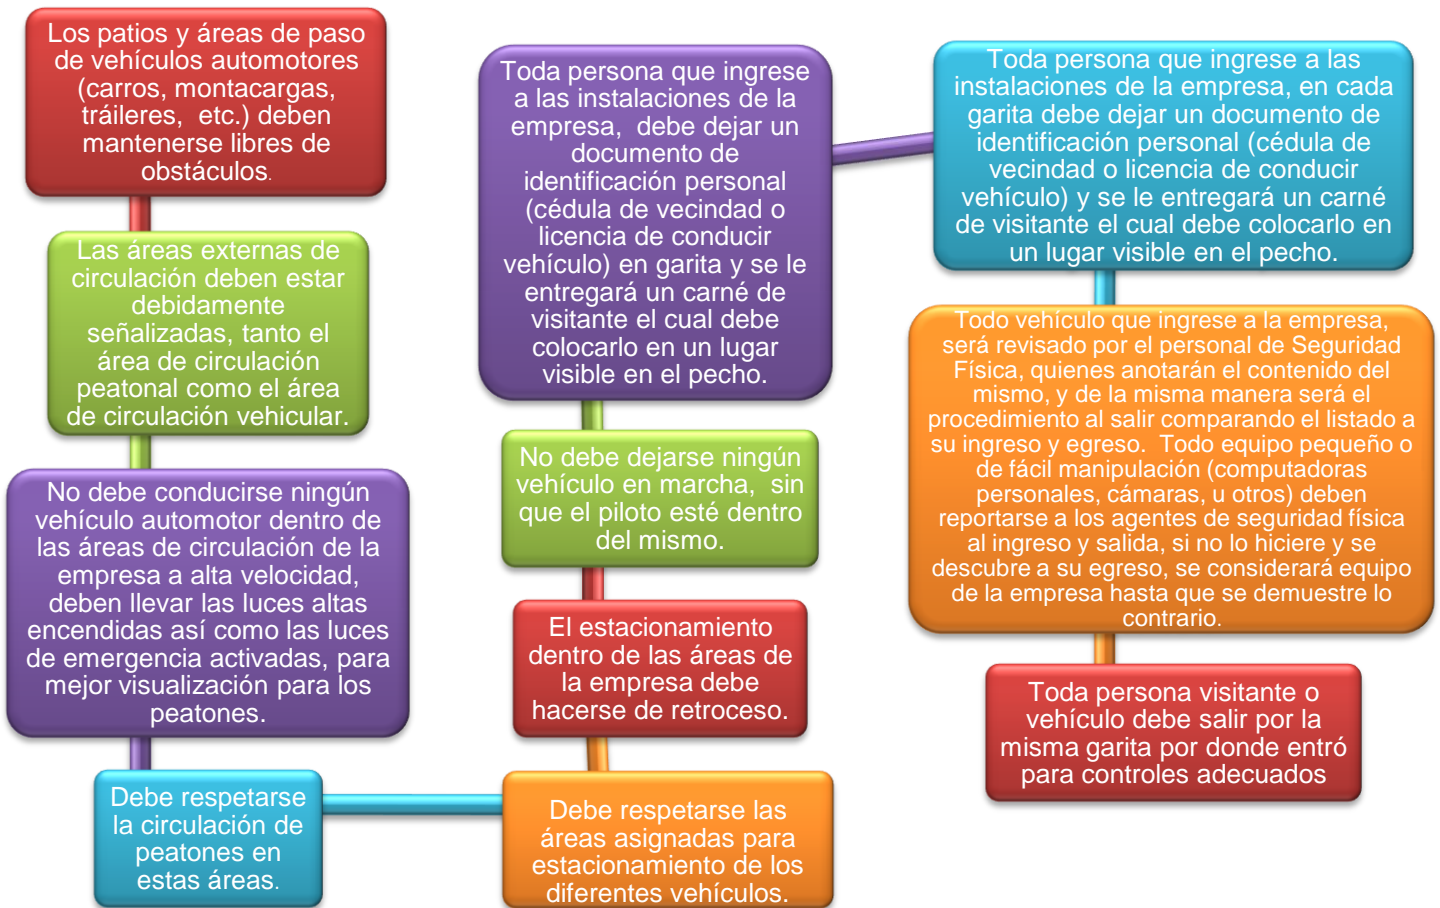 Los patios y áreas de paso
de vehículos automotores
(carros, montacargas,
tráileres, etc.) deben
mantenerse libres de
obstáculos.
Las áreas externas de
circulación deben estar
debidamente
señalizadas, tanto el
área de circulación
peatonal como el área
de circulación vehicular.
No debe conducirse ningún
vehículo automotor dentro de
las áreas de circulación de la
empresa a alta velocidad,
deben llevar las luces altas
encendidas así como las luces
de emergencia activadas, para
mejor visualización para los
peatones.
Debe respetarse
la circulación de
peatones en
estas áreas.
Debe respetarse las
áreas asignadas para
estacionamiento de los
diferentes vehículos.
El estacionamiento
dentro de las áreas de
la empresa debe
hacerse de retroceso.
No debe dejarse ningún
vehículo en marcha, sin
que el piloto esté dentro
del mismo.
Toda persona que ingrese
a las instalaciones de la
empresa, debe dejar un
documento de
identificación personal
(cédula de vecindad o
licencia de conducir
vehículo) en garita y se le
entregará un carné de
visitante el cual debe
colocarlo en un lugar
visible en el pecho.
Toda persona que ingrese a las
instalaciones de la empresa, en cada
garita debe dejar un documento de
identificación personal (cédula de
vecindad o licencia de conducir
vehículo) y se le entregará un carné
de visitante el cual debe colocarlo en
un lugar visible en el pecho.
Todo vehículo que ingrese a la empresa,
será revisado por el personal de Seguridad
Física, quienes anotarán el contenido del
mismo, y de la misma manera será el
procedimiento al salir comparando el listado a
su ingreso y egreso. Todo equipo pequeño o
de fácil manipulación (computadoras
personales, cámaras, u otros) deben
reportarse a los agentes de seguridad física
al ingreso y salida, si no lo hiciere y se
descubre a su egreso, se considerará equipo
de la empresa hasta que se demuestre lo
contrario.
Toda persona visitante o
vehículo debe salir por la
misma garita por donde entró
para controles adecuados